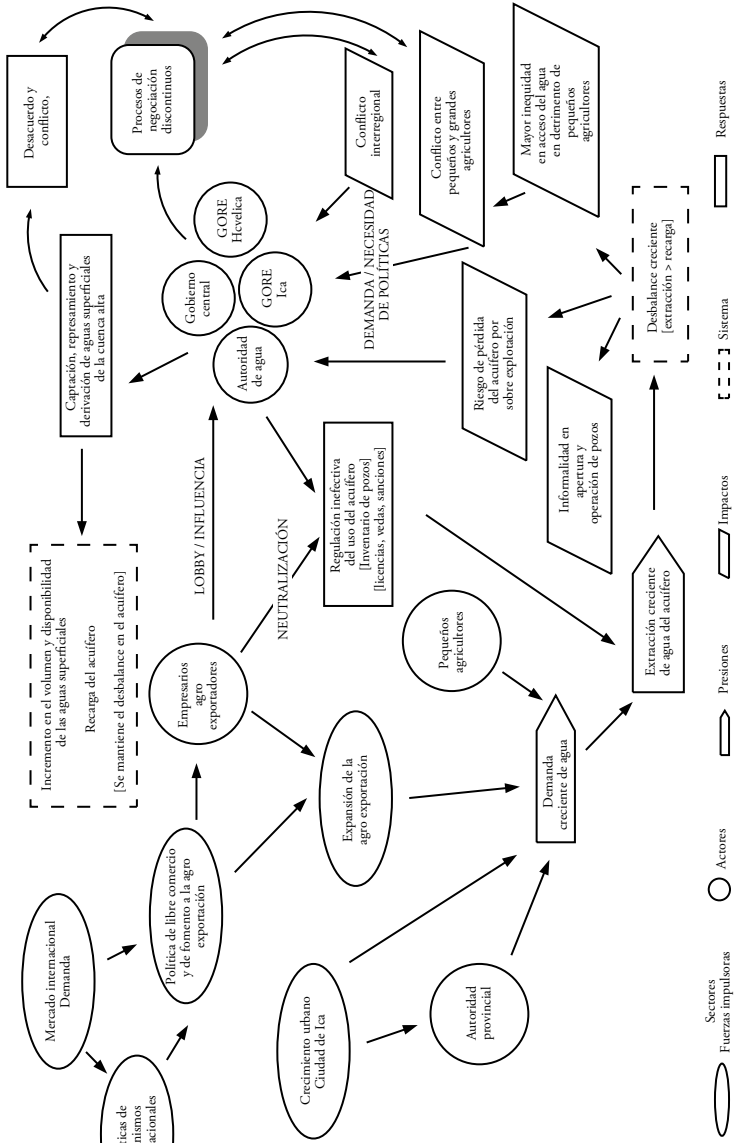 Mercado internacional
Demanda
ticas de
nismos
acionales
Política de libre comercio
y de fomento a la agro
exportación
Crecimiento urbano
Ciudad de Ica
Autoridad
provincial
Expansión de la
agro exportación
Empresarios
agro
exportadores
Incremento en el volumen y disponibilidad
de las aguas superficiales
Recarga del acuífero
[Se mantiene el desbalance en el acuífero]
LOBBY / INFLUENCIA
NEUTRALIZACIÓN
Pequeños
agricultores
Demanda
creciente de agua
Extracción creciente
de agua del acuífero
Regulación inefectiva
del uso del acuífero
[Inventario de pozos]
[licencias, vedas, sanciones]
Captación, represamiento y
derivación de aguas superficiales
de la cuenca alta
Autoridad
de agua
Gobierno
central
GORE
Ica
GORE
Hcvelica
DEMANDA / NECESIDAD
DE POLÍTICAS
Riesgo de pérdida
del acuífero por
sobre explotación
Informalidad en
apertura y
operación de pozos
Desbalance creciente
[extracción > recarga]
Desacuerdo y
conflicto,
Procesos de
negociación
discontinuos
Conflicto
interregional
Conflicto entre
pequeños y grandes
agricultores
Mayor inequidad
en acceso del agua
en detrimento de
pequeños
agricultores
Sectores
Fuerzas impulsoras
Actores
Presiones
Impactos
Sistema
Respuestas